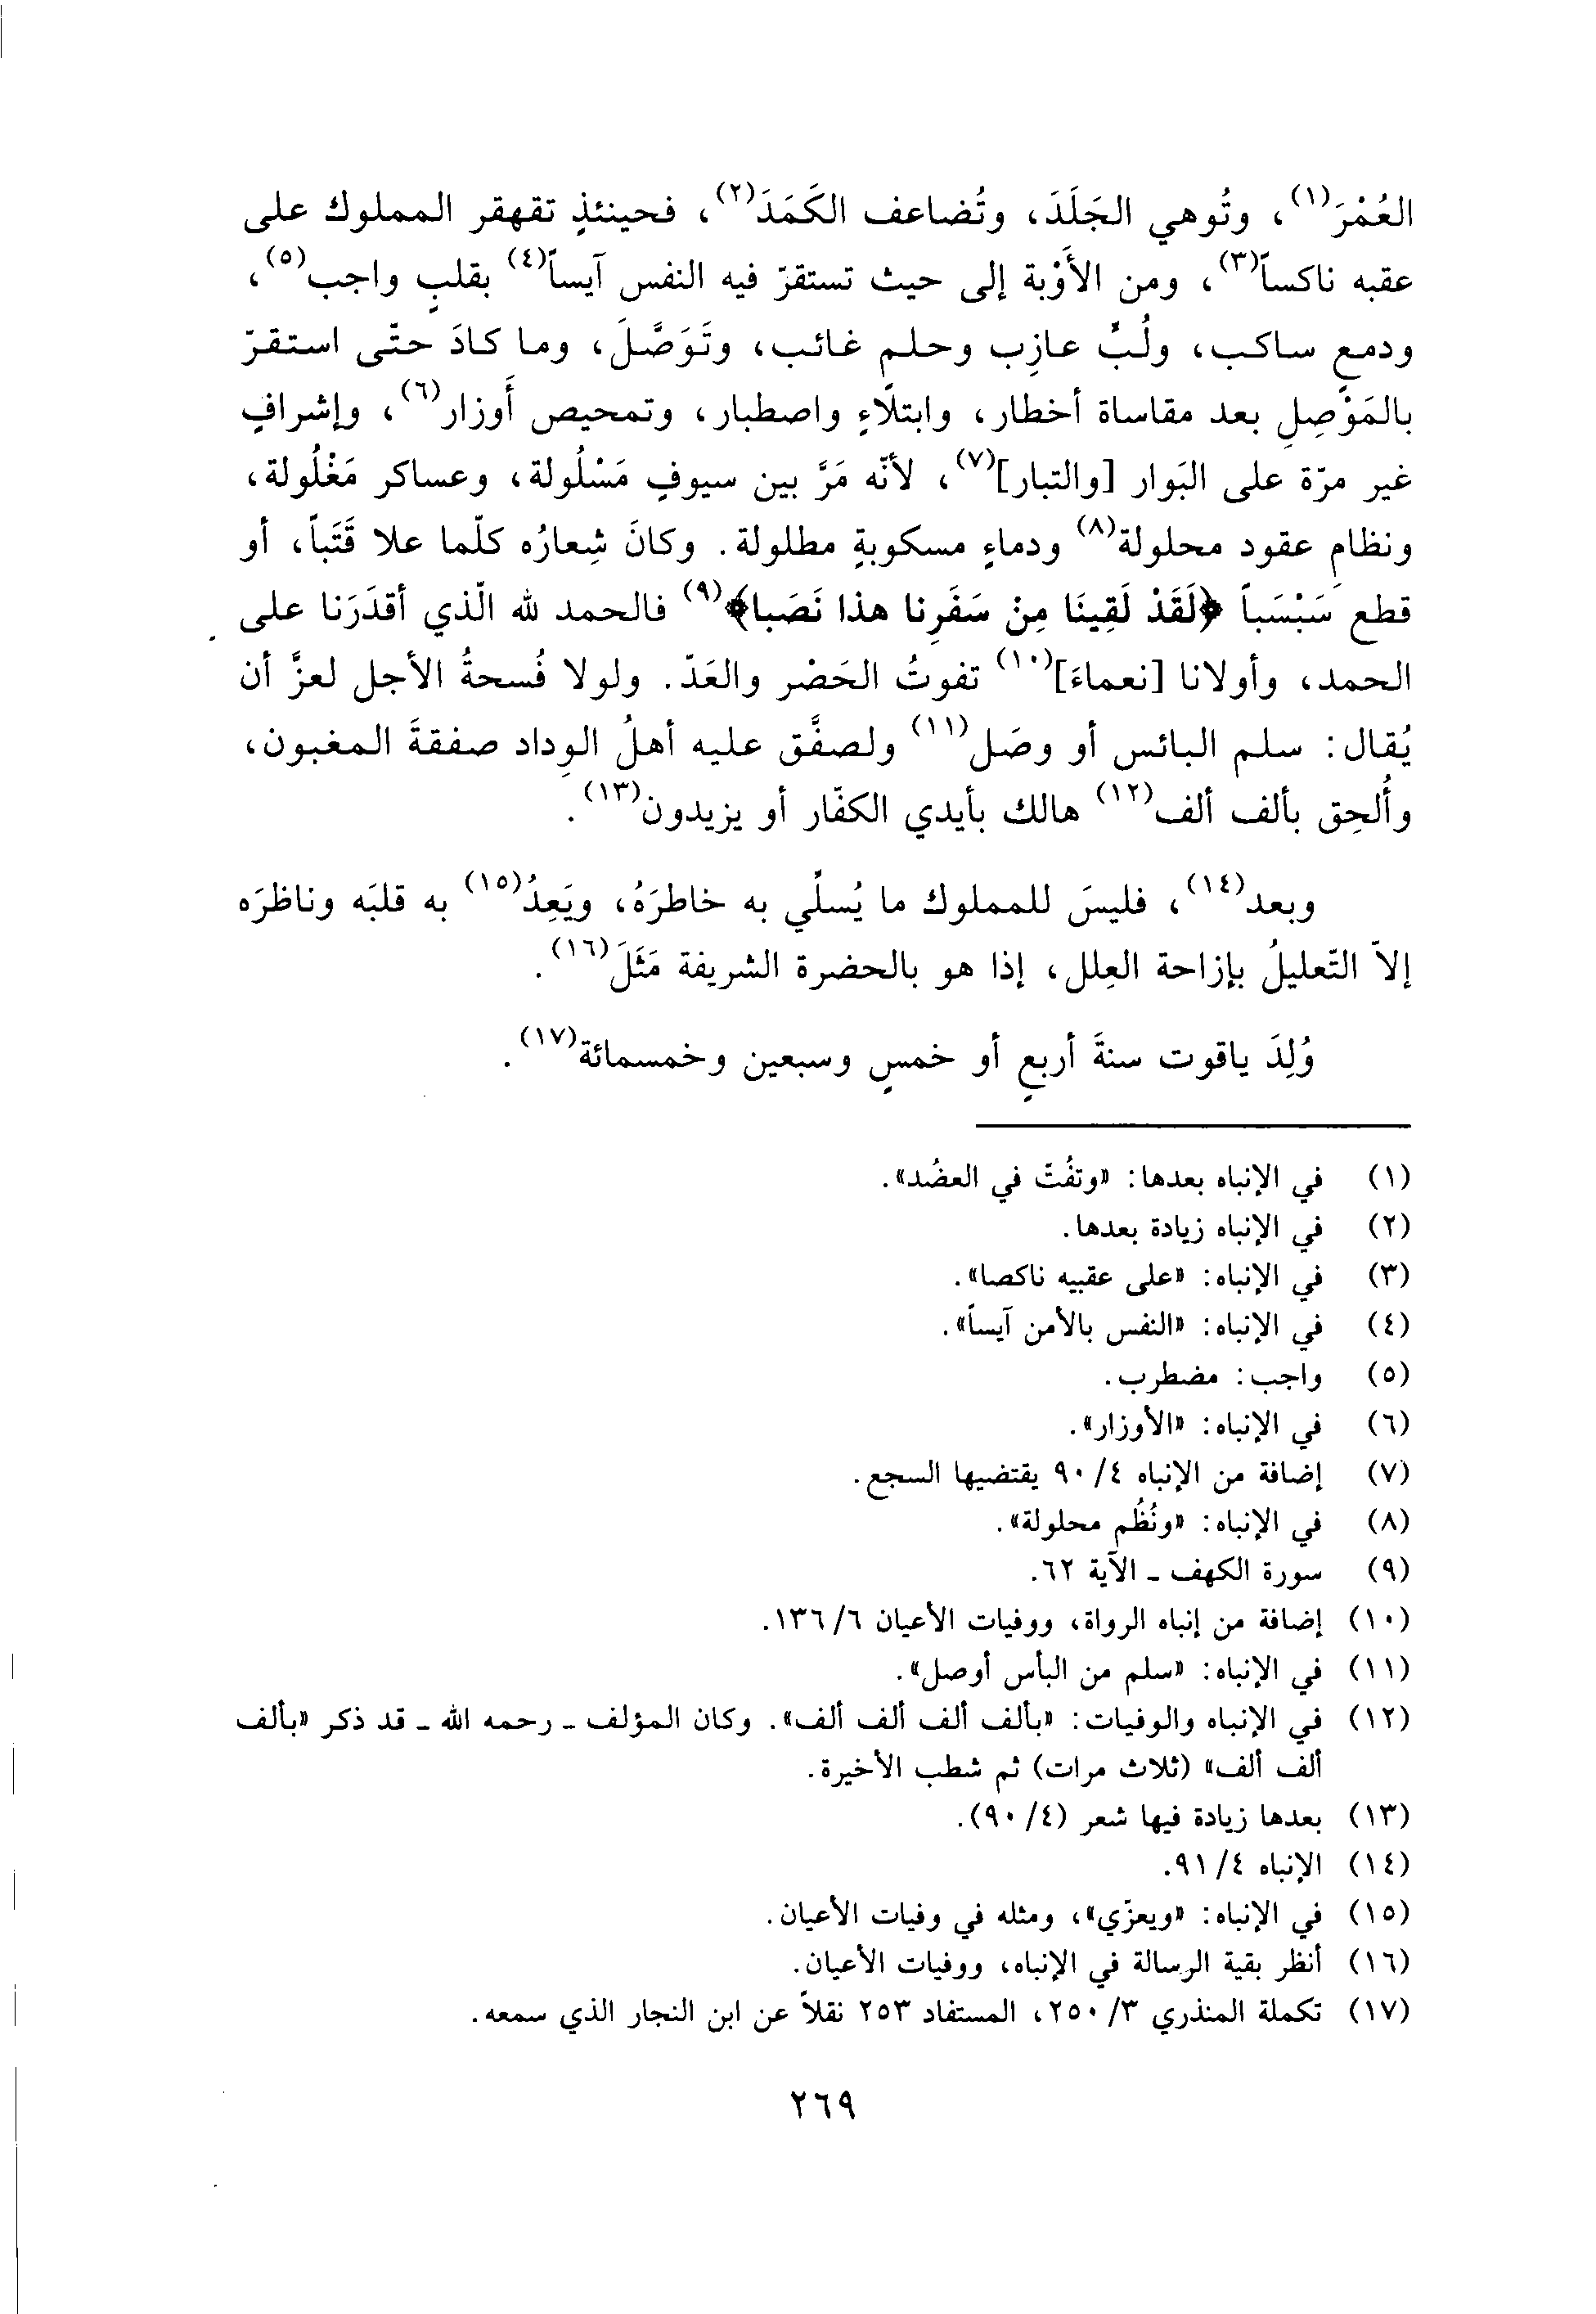 العُمْرَ(١)، وتُوهي الجَلَدَ، وتُضاعف الكَمَدَ(٢)، فحينئذٍ تقهقر المملوك على
عقبه ناكساً(٣)، ومن الأَوْبة إلى حيث تستقرّ فيه النفس آيساً(٤) بقلبٍ واجب(٥)،
ودمعٍ ساكب، ولُبٍّ عازِب وحلم غائب، وتَوَصَّلَ، وما كادَ حتّى استقرّ
بالمَوْصِلِ بعد مقاساة أخطار، وابتلاءٍ واصطبار، وتمحيص أَوزار(٦)، وإشرافٍ
غير مرّة على البَوار [والتبار](٧)، لأنّه مَرَّ بين سيوفٍ مَسْلُولة، وعساكر مَغْلُولة،
ونظام عقود محلولة(٨) ودماءٍ مسكوبةٍ مطلولة. وكانَ شِعارُه كلّما علا قَتَباً، أو
قطع سَبْسَباً ﴿لَقَدْ لَقِينَا مِنْ سَفَرِنا هذا نَصَبا﴾(٩) فالحمد لله الّذي أقدَرَنا على
الحمد، وأولانا [نعماءَ](١٠) تفوتُ الحَصْر والعَدّ. ولولا فُسحةُ الأجل لعزَّ أن
يُقال: سلم البائس أو وصَل(١١) ولصفَّق عليه أهلُ الوِداد صفقةَ المغبون،
وأُلحِق بألف ألف(١٢) هالك بأيدي الكفّار أو يزيدون(١٣).
وبعد(١٤)، فليسَ للمملوك ما يُسلّي به خاطرَهُ، ويَعِدُ(١٥) به قلبَه وناظرَه
إلاّ التّعليلُ بإزاحة العِلل، إذا هو بالحضرة الشريفة مَثَلَ(١٦).
وُلِدَ ياقوت سنةَ أربعٍ أو خمسٍ وسبعين وخمسمائة(١٧).
(١) في الإنباه بعدها: «وتفُتّ في العضُد».
(٢) في الإنباه زيادة بعدها.
(٣) في الإنباه: «على عقبيه ناكصا».
(٤) في الإنباه: «النفس بالأمن آيساً».
(٥) واجب: مضطرب.
(٦) في الإنباه: «الأوزار».
(٧) إضافة من الإنباه ٤/ ٩٠ يقتضيها السجع.
(٨) في الإنباه: «ونُظُم محلولة».
(٩) سورة الكهف ـ الآية ٦٢.
(١٠) إضافة من إنباه الرواة، ووفيات الأعيان ٦/ ١٣٦.
(١١) في الإنباه: «سلم من البأس أوصل».
(١٢) في الإنباه والوفيات: «بألف ألف ألف ألف». وكان المؤلف ـ رحمه الله ـ قد ذكر «بألف
ألف ألف» (ثلاث مرات) ثم شطب الأخيرة.
(١٣) بعدها زيادة فيها شعر (٤/ ٩٠).
(١٤) الإنباه ٤/ ٩١.
(١٥) في الإنباه: «ويعزّي»، ومثله في وفيات الأعيان.
(١٦) أنظر بقية الرسالة في الإنباه، ووفيات الأعيان.
(١٧) تكملة المنذري ٣/ ٢٥٠، المستفاد ٢٥٣ نقلاً عن ابن النجار الذي سمعه.
٢٦٩